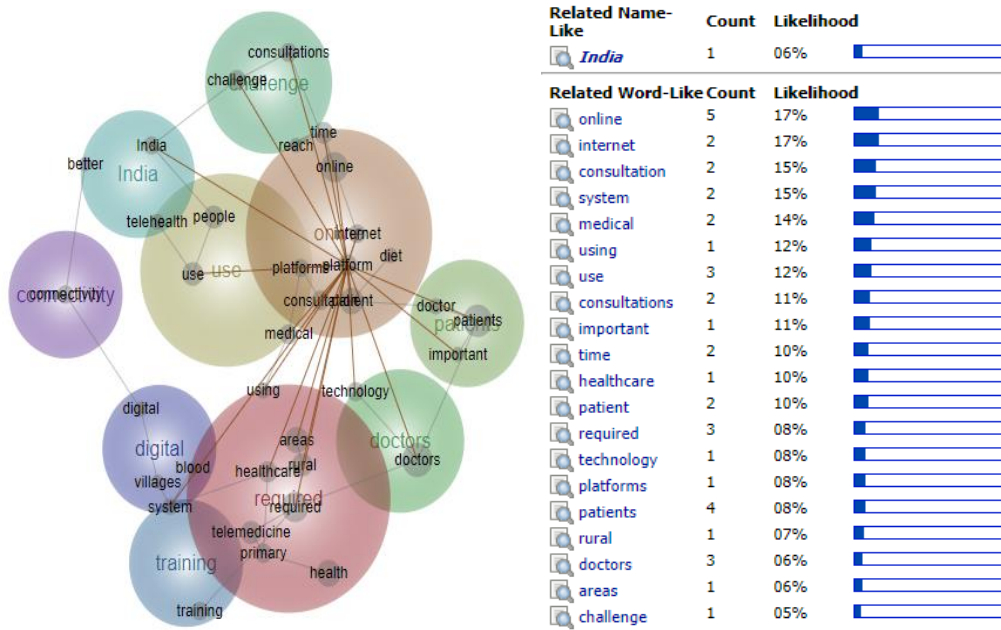 consultations
challenge
challenge
time
reach
online
India
better
India
telehealth
people
internet
platform
diet
use
use
platforms
connectivity
connectivity
consultation
patient
doctor
patients
patients
medical
important
using
technology
digital
areas
doctors
digital
doctors
blood
healthcare
rural
villages
required
system
required
telemedicine
primary
training
health
training
Related Name-Like Count Likelihood
India 1 06%
Related Word-Like Count Likelihood
online 5 17%
internet 2 17%
consultation 2 15%
system 2 15%
medical 2 14%
using 1 12%
use 3 12%
consultations 2 11%
important 1 11%
time 2 10%
healthcare 1 10%
patient 2 10%
required 3 08%
technology 1 08%
platforms 1 08%
patients 4 08%
rural 1 07%
doctors 3 06%
areas 1 06%
challenge 1 05%